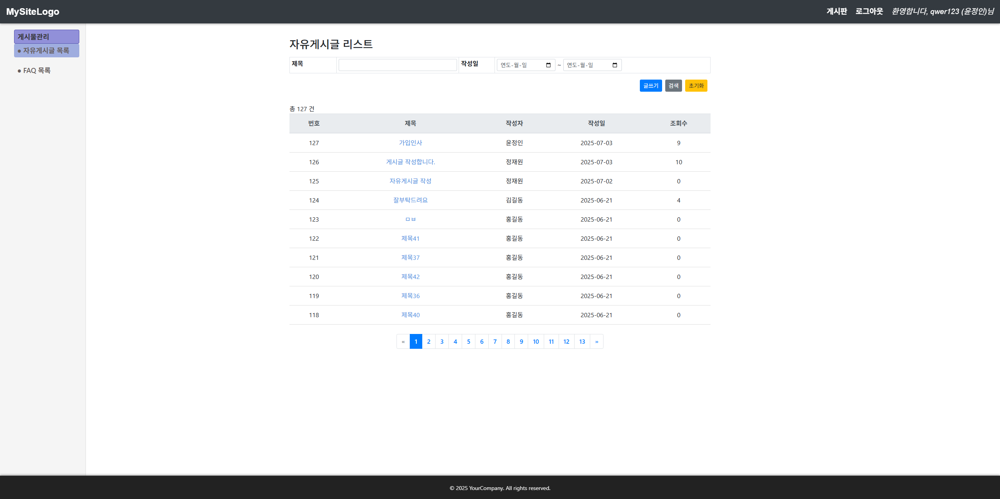 MySiteLogo 게시판 로그아웃 환영합니다, qwer123 (윤정인)님
게시물관리
● 자유게시글 목록
● FAQ 목록
자유게시글 리스트
제목 작성일 연도-월-일 ~ 연도-월-일
글쓰기 검색 초기화
총 127 건
번호 제목 작성자 작성일 조회수
127 가입인사 윤정인 2025-07-03 9
126 게시글 작성합니다. 정재원 2025-07-03 10
125 자유게시글 작성 정재원 2025-07-02 0
124 잘부탁드려요 김길동 2025-06-21 4
123 ㅁㅂ 홍길동 2025-06-21 0
122 제목41 홍길동 2025-06-21 0
121 제목37 홍길동 2025-06-21 0
120 제목42 홍길동 2025-06-21 0
119 제목36 홍길동 2025-06-21 0
118 제목40 홍길동 2025-06-21 0
« 1 2 3 4 5 6 7 8 9 10 11 12 13 »
© 2025 YourCompany. All rights reserved.